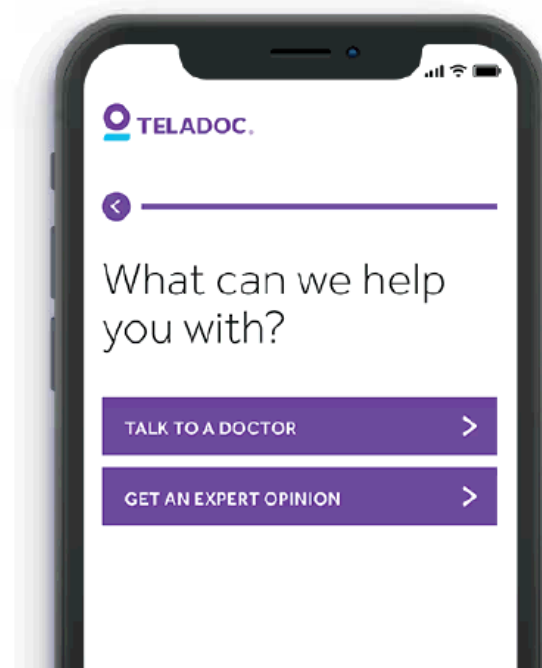 TELADOC®
What can we help
you with?
TALK TO A DOCTOR
GET AN EXPERT OPINION